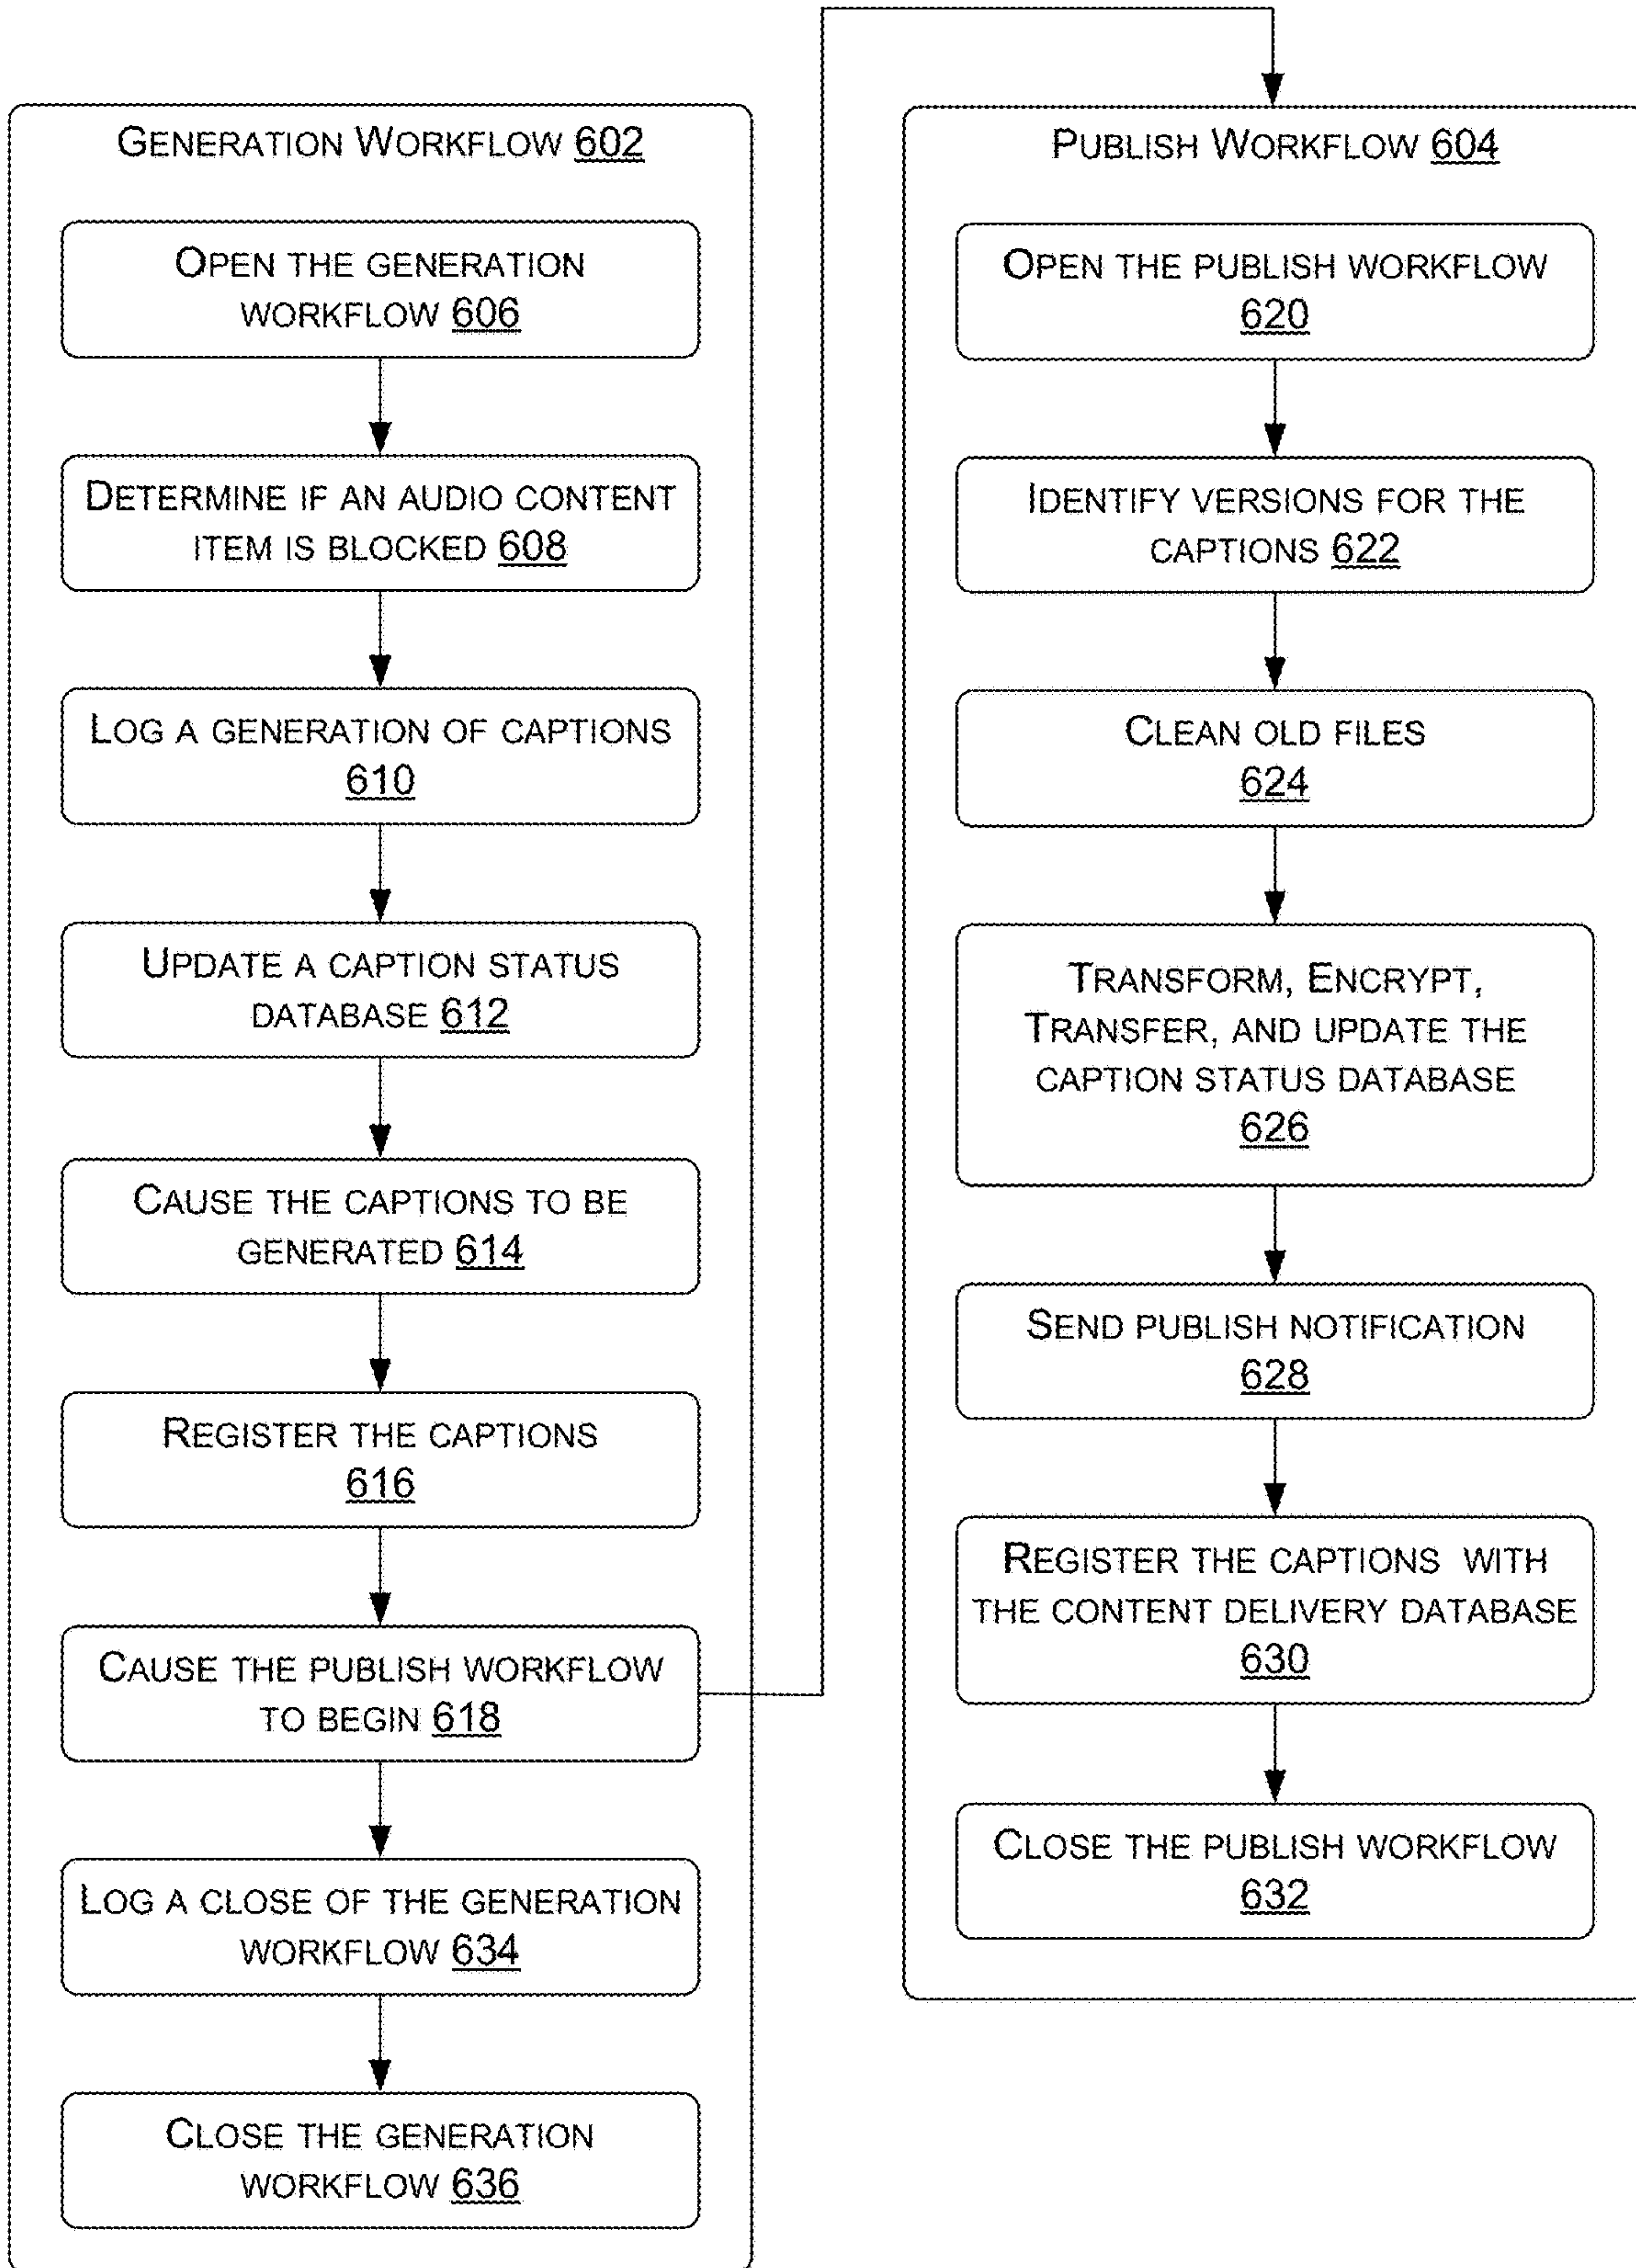 GENERATION WORKFLOW 602
OPEN THE GENERATION
WORKFLOW 606
DETERMINE IF AN AUDIO CONTENT
ITEM IS BLOCKED 608
LOG A GENERATION OF CAPTIONS
610
UPDATE A CAPTION STATUS
DATABASE 612
CAUSE THE CAPTIONS TO BE
GENERATED 614
REGISTER THE CAPTIONS
616
CAUSE THE PUBLISH WORKFLOW
TO BEGIN 618
LOG A CLOSE OF THE GENERATION
WORKFLOW 634
CLOSE THE GENERATION
WORKFLOW 636
PUBLISH WORKFLOW 604
OPEN THE PUBLISH WORKFLOW
620
IDENTIFY VERSIONS FOR THE
CAPTIONS 622
CLEAN OLD FILES
624
TRANSFORM, ENCRYPT,
TRANSFER, AND UPDATE THE
CAPTION STATUS DATABASE
626
SEND PUBLISH NOTIFICATION
628
REGISTER THE CAPTIONS WITH
THE CONTENT DELIVERY DATABASE
630
CLOSE THE PUBLISH WORKFLOW
632